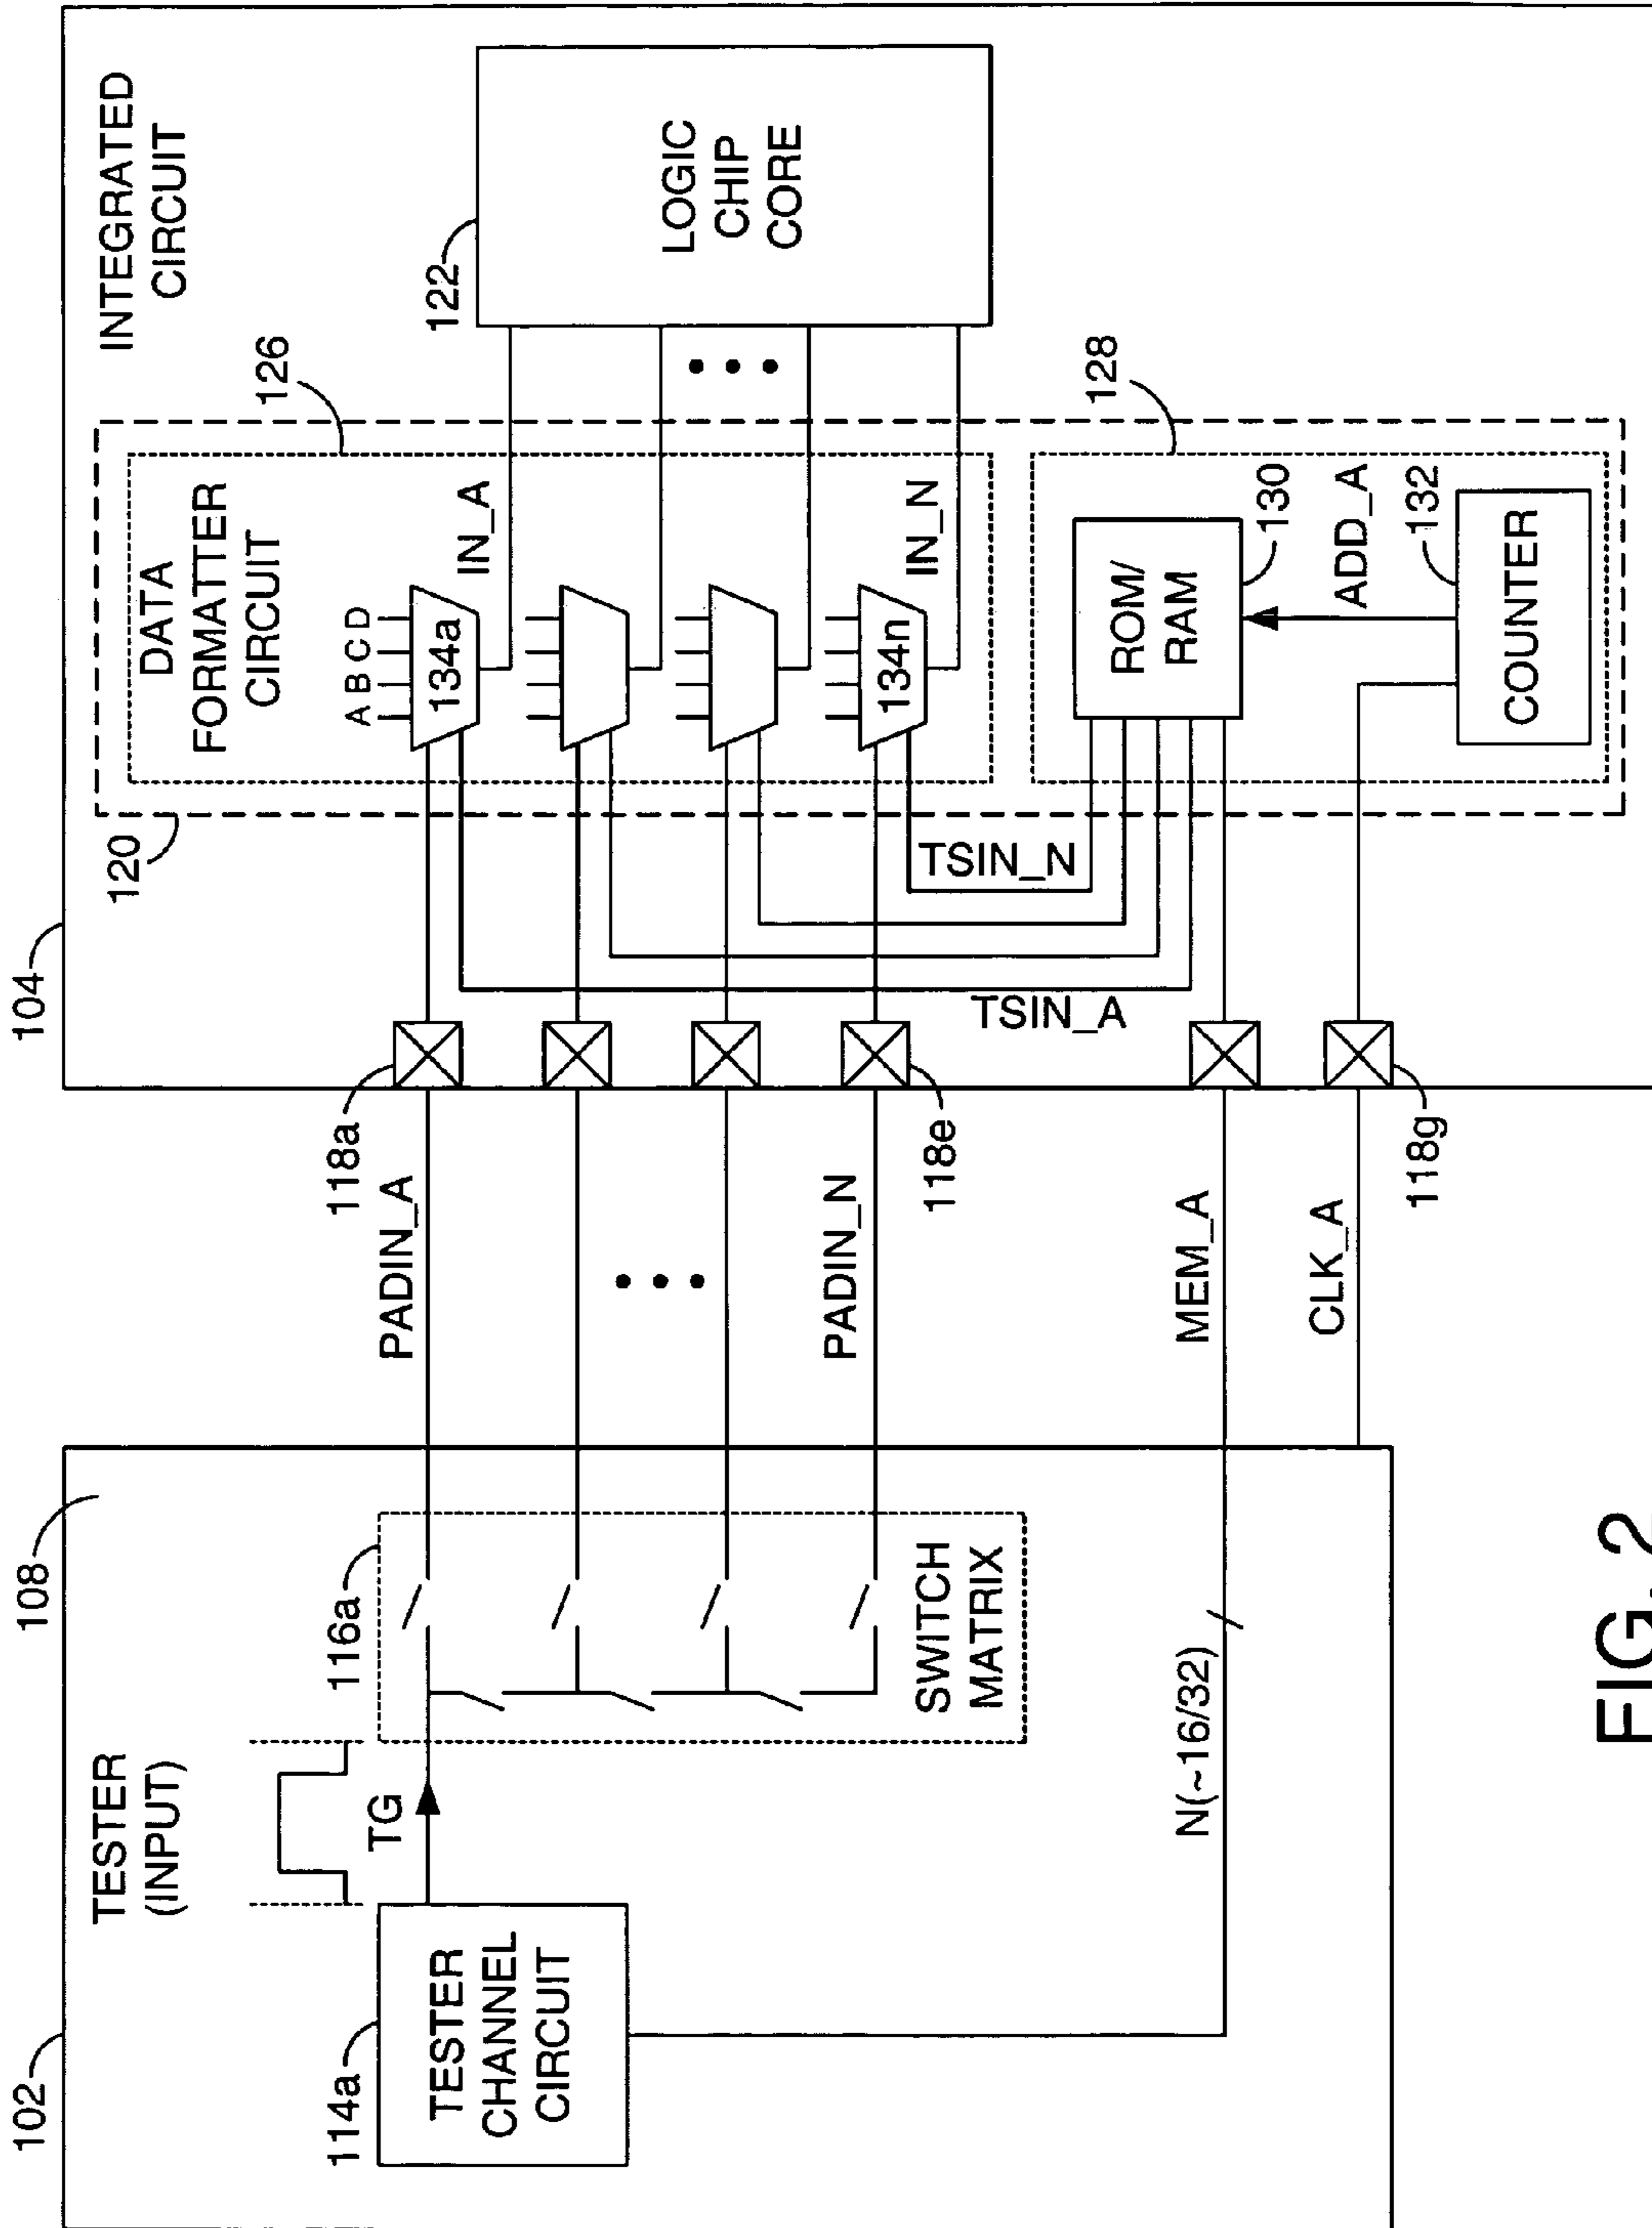 102
108
104
TESTER
(INPUT)
INTEGRATED
CIRCUIT
120
126
DATA
FORMATTER
CIRCUIT
114a
TESTER
CHANNEL
CIRCUIT
TG
116a
SWITCH
MATRIX
PADIN_A
118a
A B C D
134a
IN_A
122
LOGIC
CHIP
CORE
PADIN_N
118e
134n
IN_N
TSIN_N
TSIN_A
128
N(~16/32)
MEM_A
ROM/
RAM
130
ADD_A
CLK_A
118g
132
COUNTER
FIG. 2